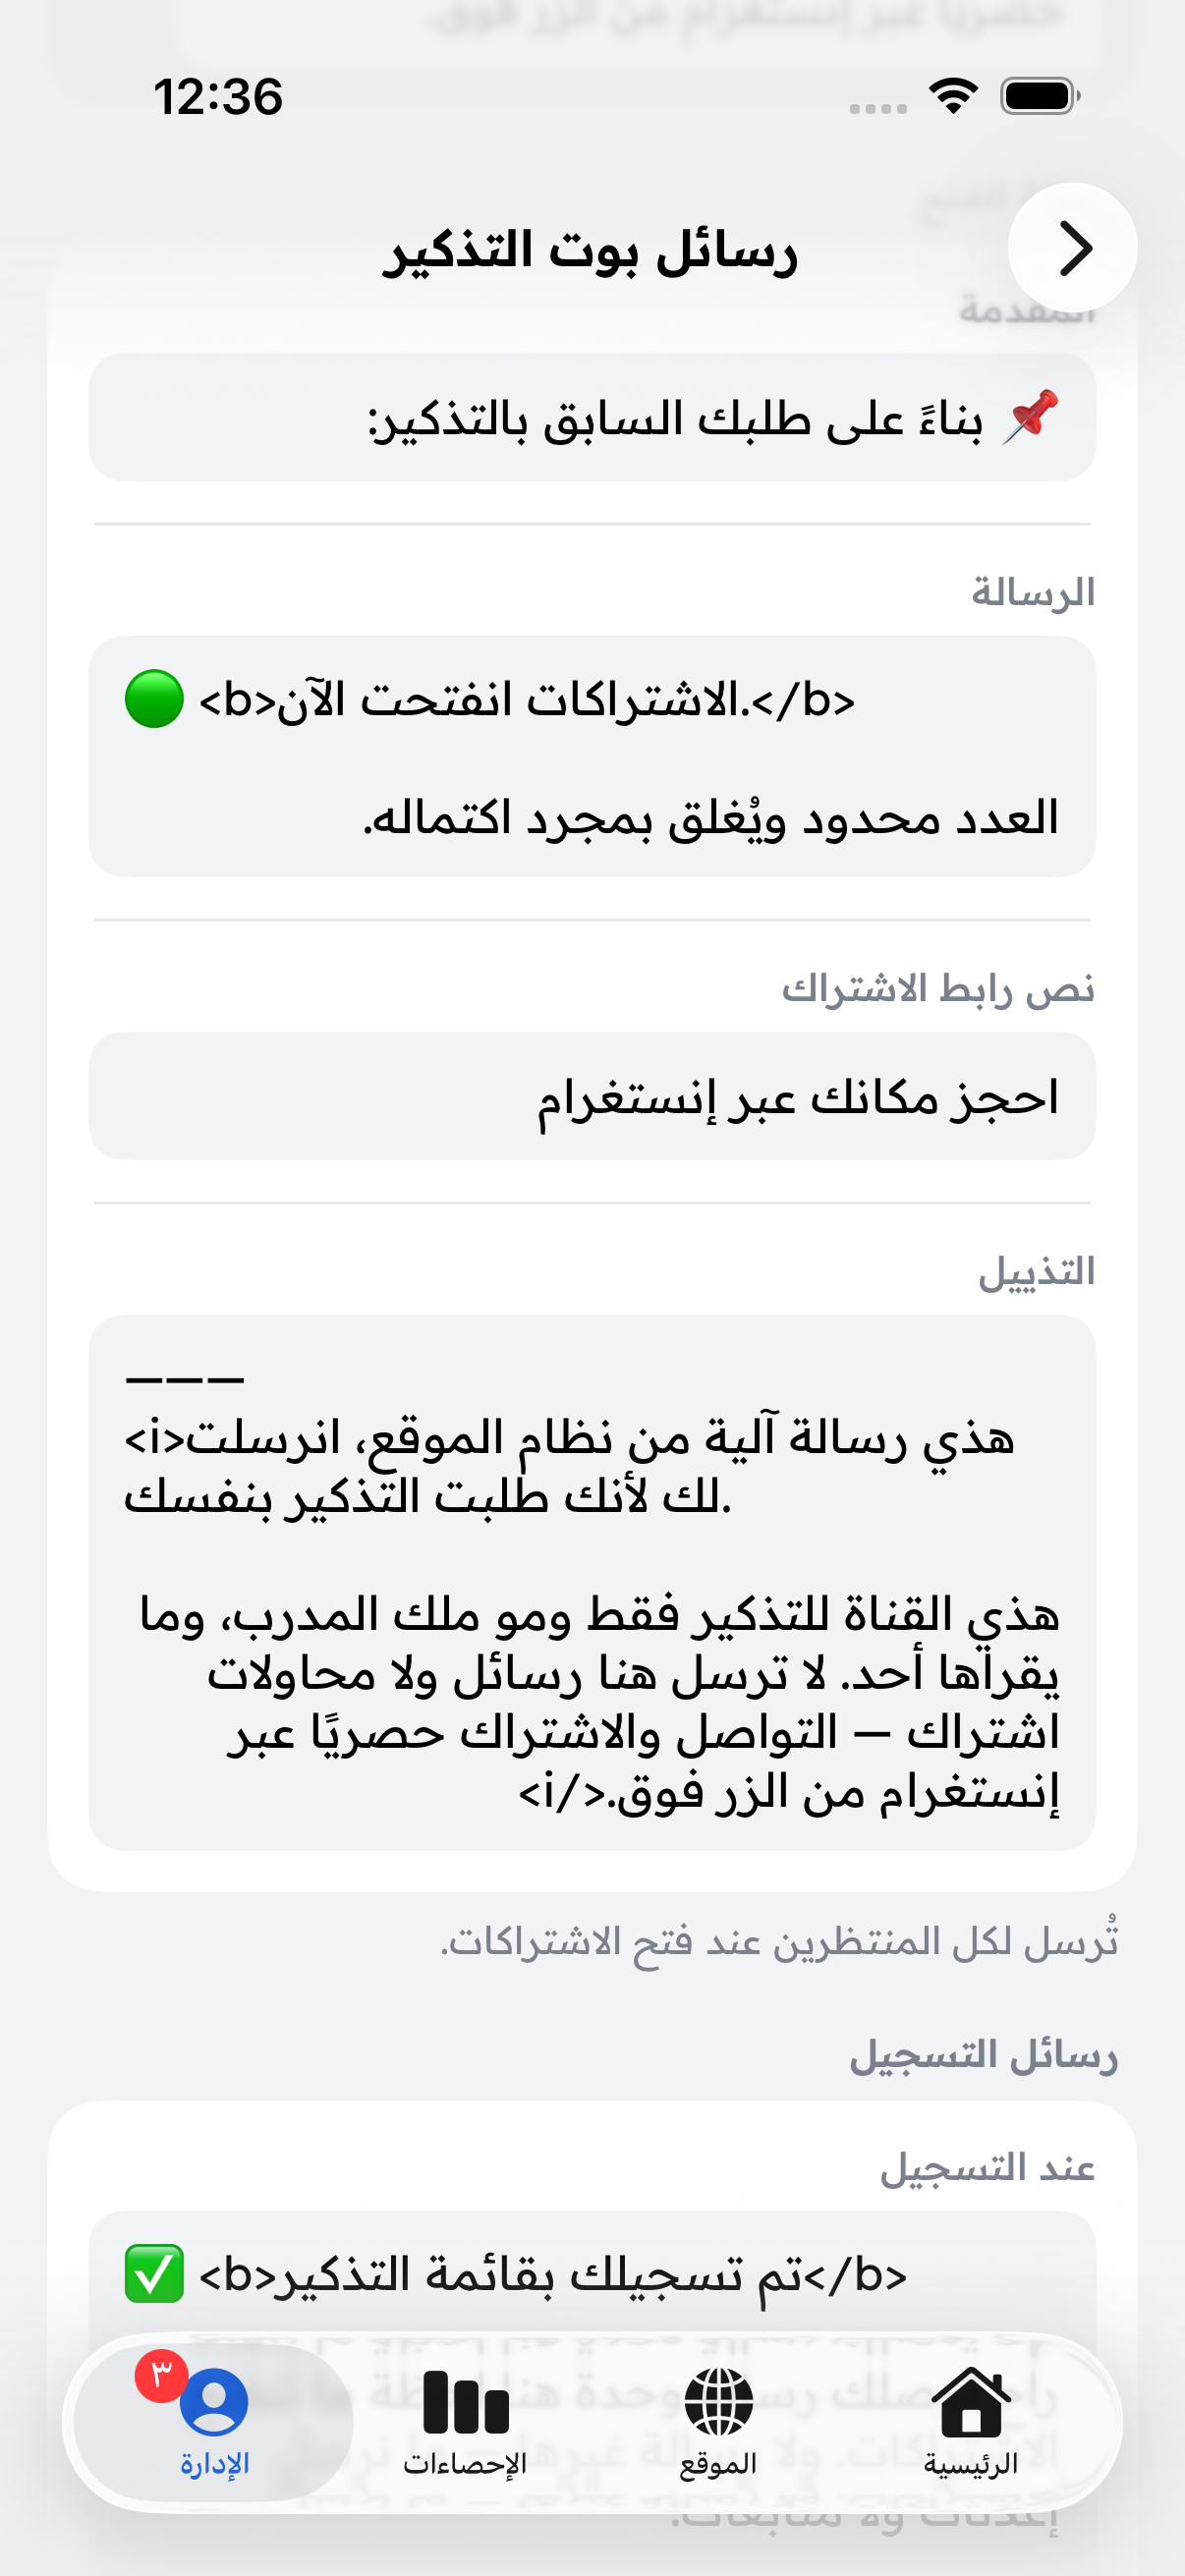 12:36
رسائل بوت التذكير
المقدمة
📌 بناءً على طلبك السابق بالتذكير:
الرسالة
🟢 <b>الاشتراكات انفتحت الآن.</b>
العدد محدود ويُغلق بمجرد اكتماله.
نص رابط الاشتراك
احجز مكانك عبر إنستغرام
التذييل
———
<i>هذي رسالة آلية من نظام الموقع، انرسلت
لك لأنك طلبت التذكير بنفسك.
هذي القناة للتذكير فقط ومو ملك المدرب، وما
يقرأها أحد. لا ترسل هنا رسائل ولا محاولات
اشتراك — التواصل والاشتراك حصريًا عبر
إنستغرام من الزر فوق.</i>
تُرسل لكل المنتظرين عند فتح الاشتراكات.
رسائل التسجيل
عند التسجيل
✅ <b>تم تسجيلك بقائمة التذكير</b>
الرئيسية
الموقع
الإحصاءات
٣
الإدارة
إعلانات ولا متابعات.